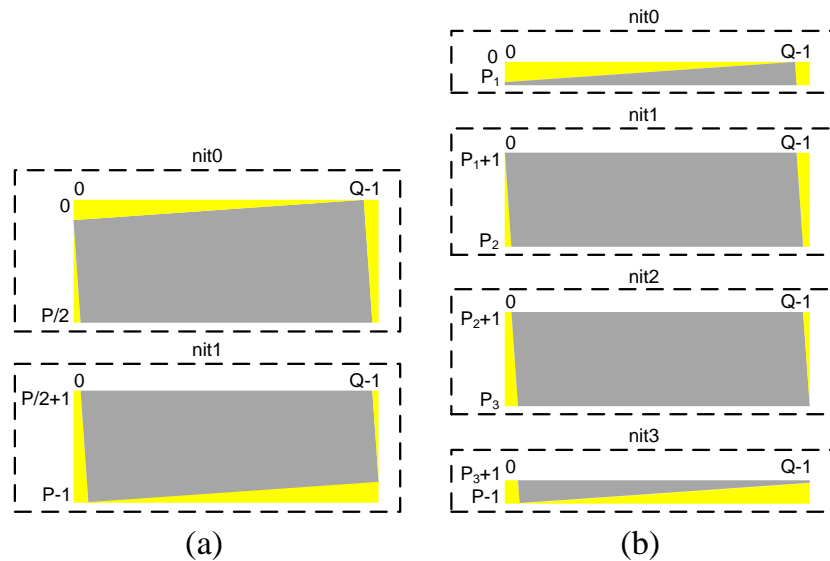 nit0
0 Q-1
0
P/2
nit1
0 Q-1
P/2+1
P-1
(a)
nit0
0 Q-1
0
P₁
nit1
0 Q-1
P₁+1
P₂
nit2
0 Q-1
P₂+1
P₃
nit3
0 Q-1
P₃+1
P-1
(b)